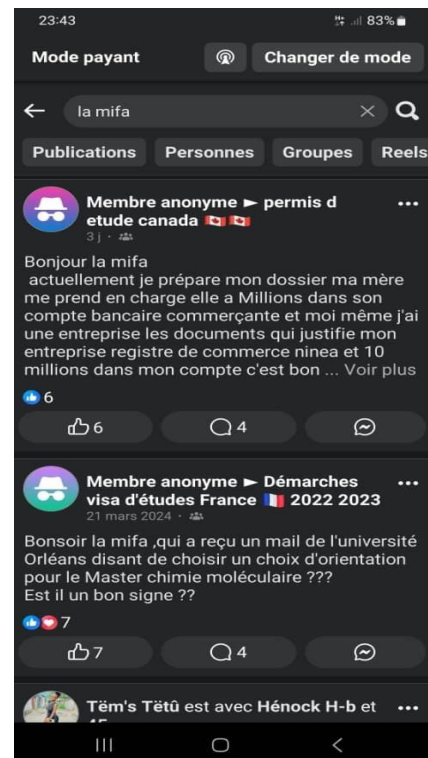 23:43
83%
Mode payant
Changer de mode
la mifa
Publications Personnes Groupes Reels
Membre anonyme ► permis d
etude canada 🇨🇦 🇨🇦
3 j ·
Bonjour la mifa
actuellement je prépare mon dossier ma mère
me prend en charge elle a Millions dans son
compte bancaire commerçante et moi même j'ai
une entreprise les documents qui justifie mon
entreprise registre de commerce ninea et 10
millions dans mon compte c'est bon ... Voir plus
6
6 4
Membre anonyme ► Démarches
visa d'études France 🇫🇷 2022 2023
21 mars 2024 ·
Bonsoir la mifa ,qui a reçu un mail de l'université
Orléans disant de choisir un choix d'orientation
pour le Master chimie moléculaire ???
Est il un bon signe ??
7
7 4
Tëm's Tëtû est avec Hénock H-b et